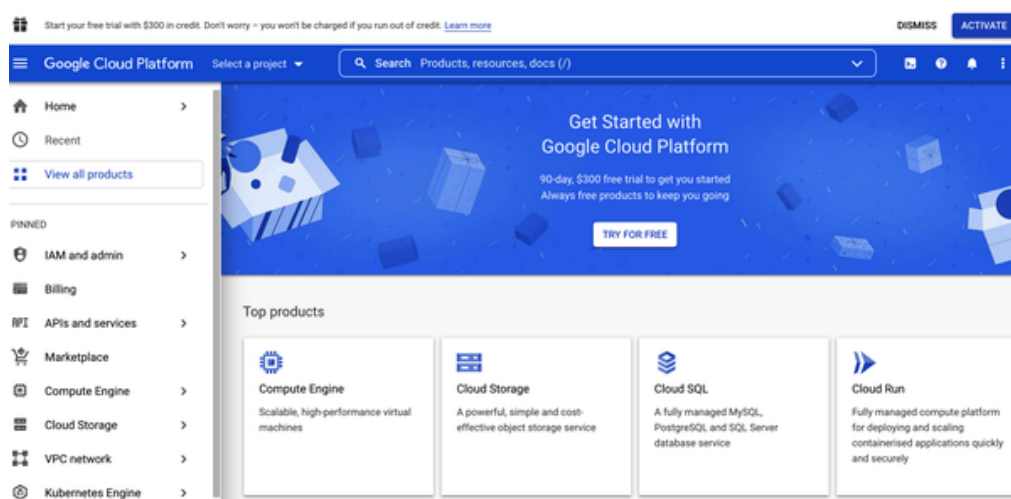 Start your free trial with $300 in credit. Don't worry – you won't be charged if you run out of credit. Learn more
DISMISS
ACTIVATE
Google Cloud Platform
Select a project
Search Products, resources, docs (/)
Home
Recent
View all products
PINNED
IAM and admin
Billing
API APIs and services
Marketplace
Compute Engine
Cloud Storage
VPC network
Kubernetes Engine
Get Started with
Google Cloud Platform
90-day, $300 free trial to get you started
Always free products to keep you going
TRY FOR FREE
Top products
Compute Engine
Scalable, high-performance virtual
machines
Cloud Storage
A powerful, simple and cost-
effective object storage service
Cloud SQL
A fully managed MySQL,
PostgreSQL and SQL Server
database service
Cloud Run
Fully managed compute platform
for deploying and scaling
containerised applications quickly
and securely